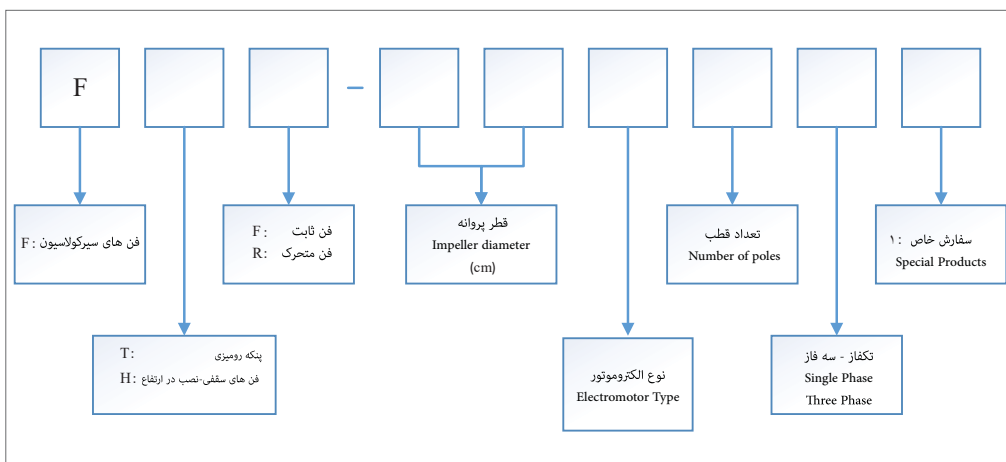 F
–
فن های سیرکولاسیون : F
F : فن ثابت
R : فن متحرک
قطر پروانه
Impeller diameter
(cm)
تعداد قطب
Number of poles
سفارش خاص : ۱
Special Products
T : پنکه رومیزی
H : فن های سقفی-نصب در ارتفاع
نوع الکتروموتور
Electromotor Type
تکفاز - سه فاز
Single Phase
Three Phase